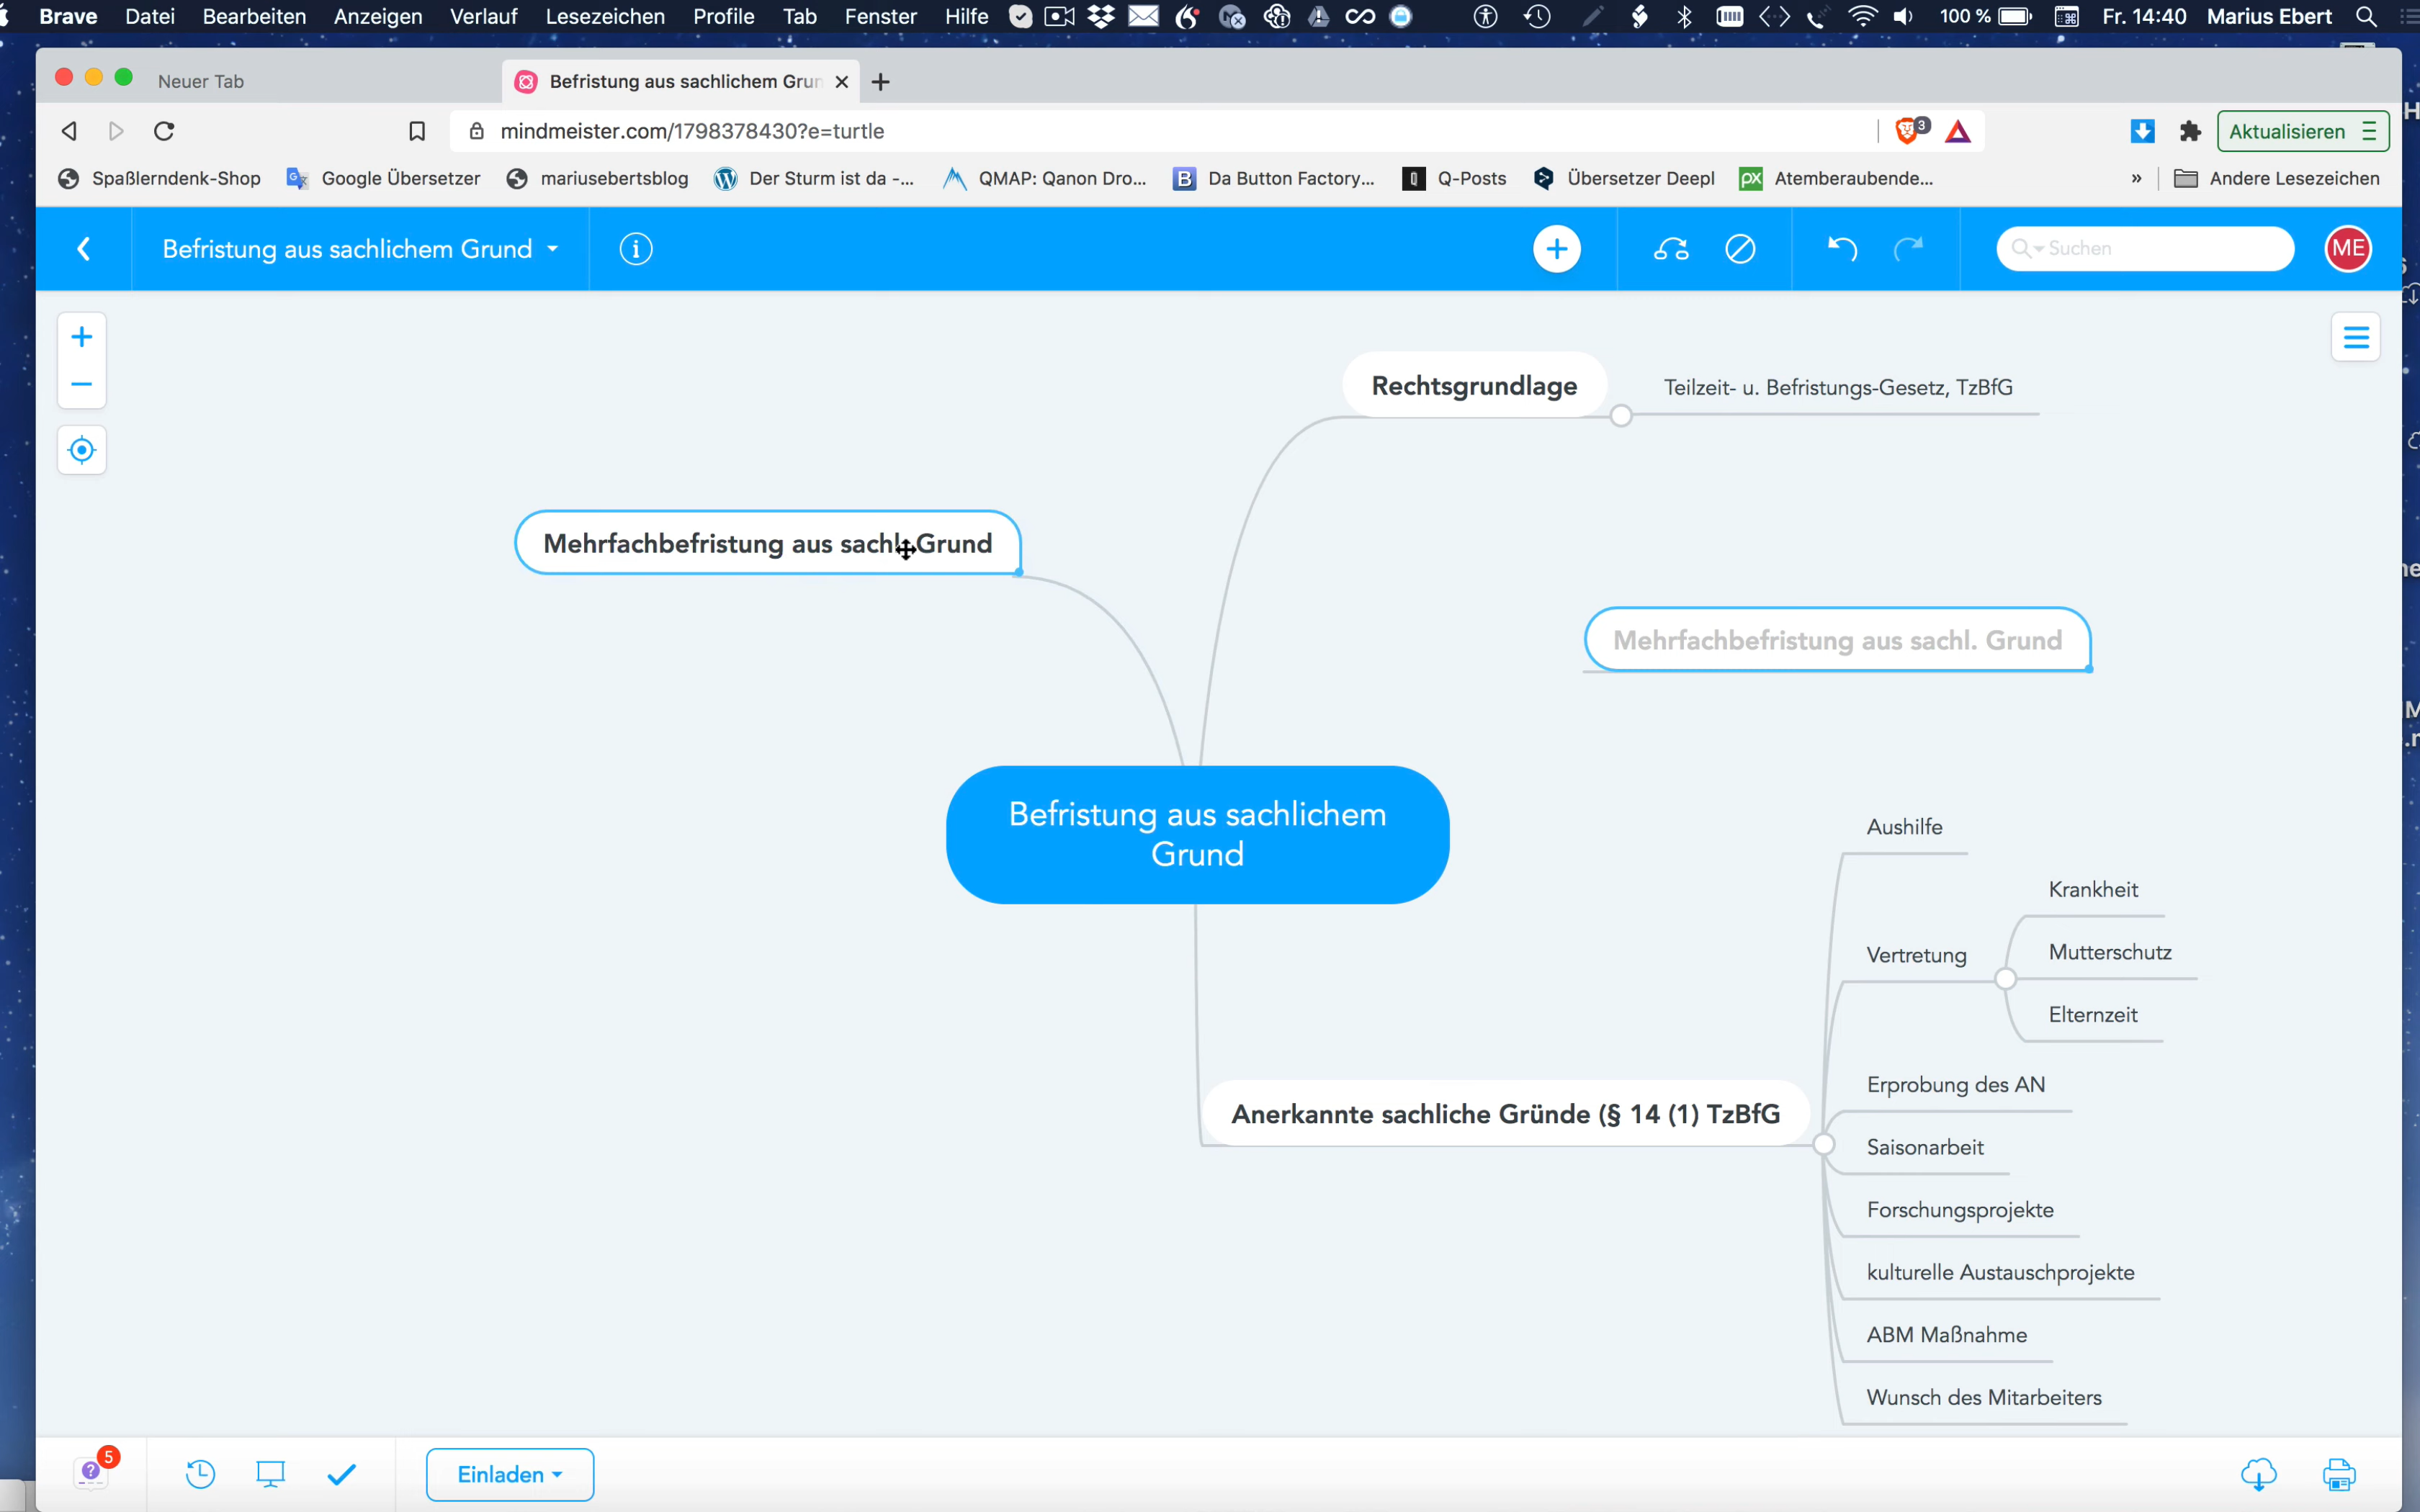 Brave Datei Bearbeiten Anzeigen Verlauf Lesezeichen Profile Tab Fenster Hilfe 100 % Fr. 14:40 Marius Ebert
Neuer Tab
Befristung aus sachlichem Grun
mindmeister.com/1798378430?e=turtle
3
Aktualisieren
Spaßlerndenk-Shop
Google Übersetzer
mariusebertsblog
Der Sturm ist da -...
QMAP: Qanon Dro...
Da Button Factory...
Q-Posts
Übersetzer Deepl
Atemberaubende...
»
Andere Lesezeichen
Befristung aus sachlichem Grund
Suchen
ME
Rechtsgrundlage
Teilzeit- u. Befristungs-Gesetz, TzBfG
Mehrfachbefristung aus sachl. Grund
Mehrfachbefristung aus sachl. Grund
Befristung aus sachlichem
Grund
Aushilfe
Krankheit
Vertretung
Mutterschutz
Elternzeit
Erprobung des AN
Anerkannte sachliche Gründe (§ 14 (1) TzBfG
Saisonarbeit
Forschungsprojekte
kulturelle Austauschprojekte
ABM Maßnahme
Wunsch des Mitarbeiters
5
Einladen